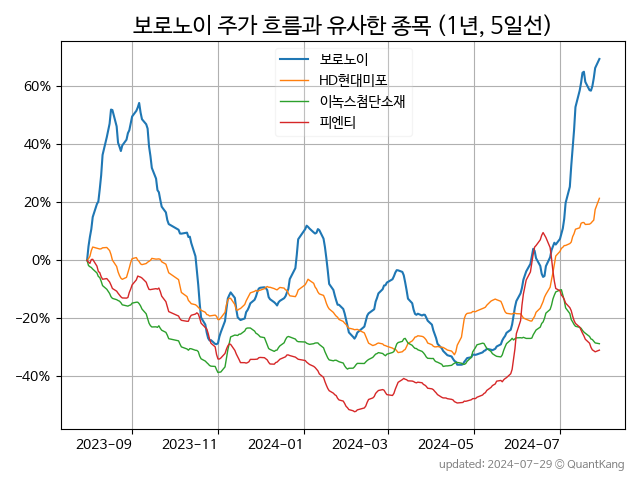 보로노이 주가 흐름과 유사한 종목 (1년, 5일선)
보로노이
HD현대미포
이녹스첨단소재
피엔티
60%
40%
20%
0%
−20%
−40%
2023-09 2023-11 2024-01 2024-03 2024-05 2024-07
updated: 2024-07-29 © QuantKang